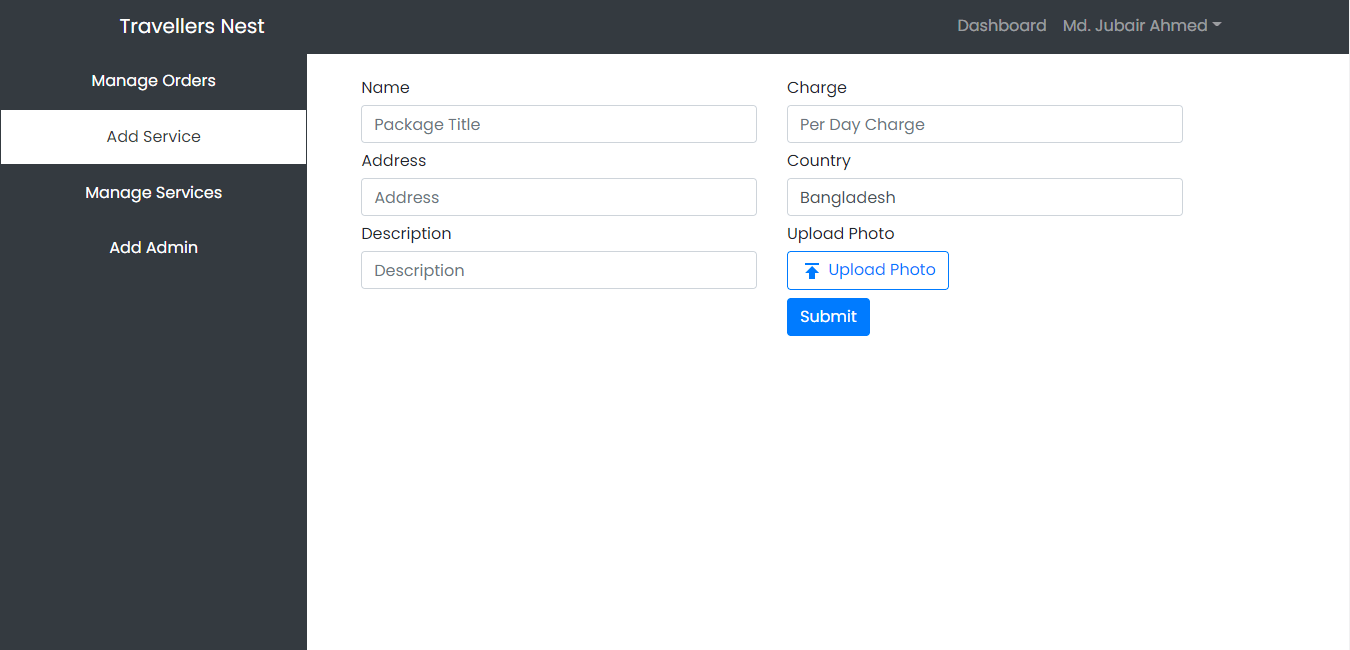 Travellers Nest
Dashboard Md. Jubair Ahmed
Manage Orders
Add Service
Manage Services
Add Admin
Name
Package Title
Charge
Per Day Charge
Address
Address
Country
Bangladesh
Description
Description
Upload Photo
Upload Photo
Submit